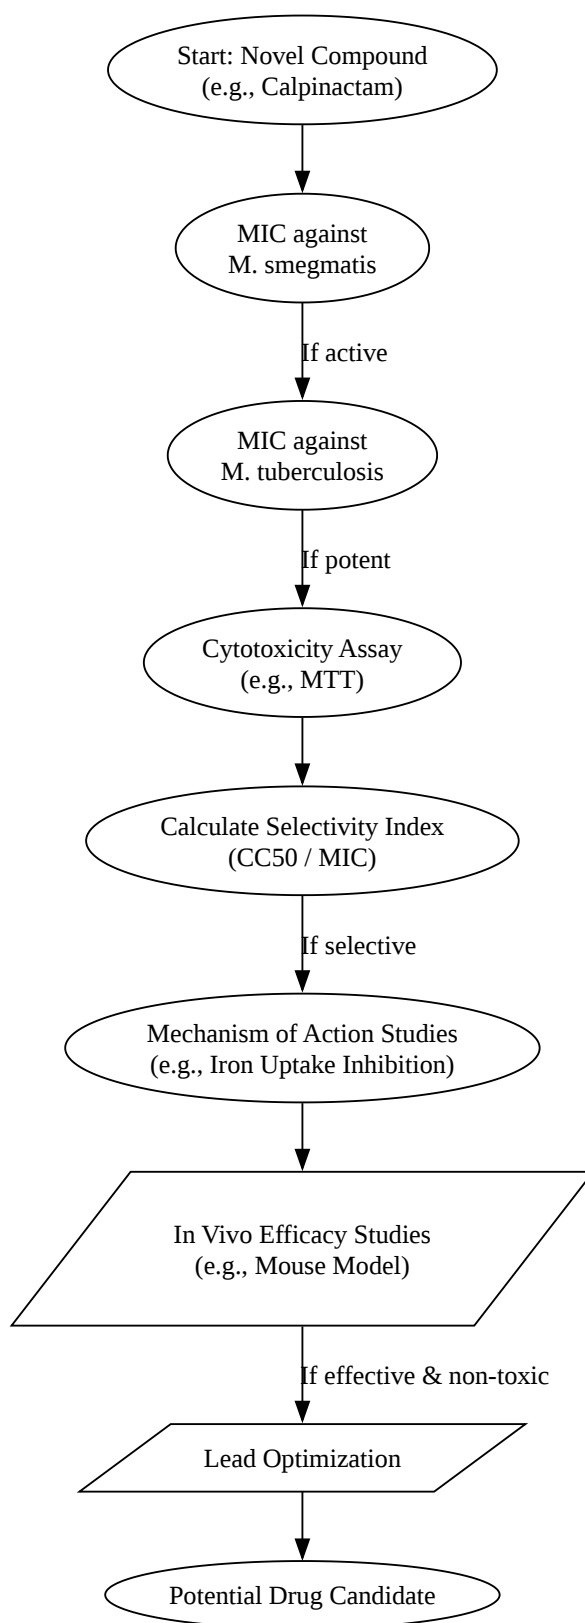 Start: Novel Compound
(e.g., Calpinactam)
MIC against
M. smegmatis
If active
MIC against
M. tuberculosis
If potent
Cytotoxicity Assay
(e.g., MTT)
Calculate Selectivity Index
(CC50 / MIC)
If selective
Mechanism of Action Studies
(e.g., Iron Uptake Inhibition)
In Vivo Efficacy Studies
(e.g., Mouse Model)
If effective & non-toxic
Lead Optimization
Potential Drug Candidate